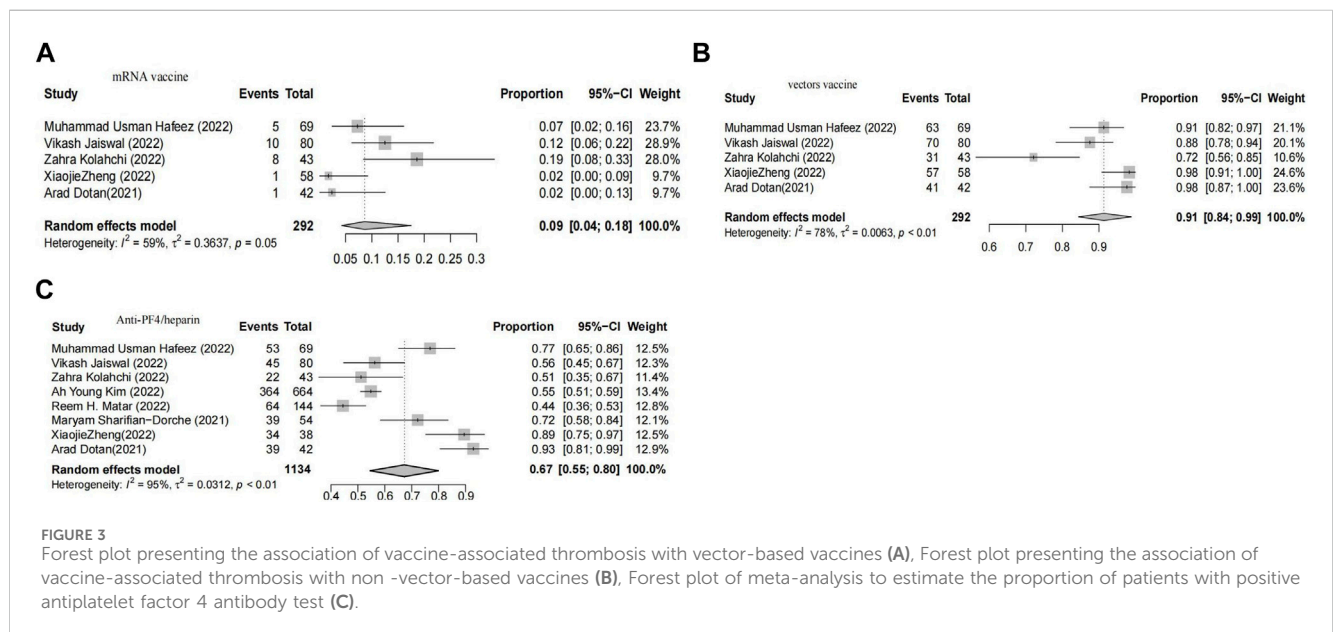 A
mRNA vaccine
Study Events Total Proportion 95%−CI Weight
Muhammad Usman Hafeez (2022) 5 69 0.07 [0.02; 0.16] 23.7%
Vikash Jaiswal (2022) 10 80 0.12 [0.06; 0.22] 28.9%
Zahra Kolahchi (2022) 8 43 0.19 [0.08; 0.33] 28.0%
XiaojieZheng (2022) 1 58 0.02 [0.00; 0.09] 9.7%
Arad Dotan(2021) 1 42 0.02 [0.00; 0.13] 9.7%
Random effects model 292 0.09 [0.04; 0.18] 100.0%
Heterogeneity: I² = 59%, τ² = 0.3637, p = 0.05
0.05 0.1 0.15 0.2 0.25 0.3
B
vectors vaccine
Study Events Total Proportion 95%−CI Weight
Muhammad Usman Hafeez (2022) 63 69 0.91 [0.82; 0.97] 21.1%
Vikash Jaiswal (2022) 70 80 0.88 [0.78; 0.94] 20.1%
Zahra Kolahchi (2022) 31 43 0.72 [0.56; 0.85] 10.6%
XiaojieZheng (2022) 57 58 0.98 [0.91; 1.00] 24.6%
Arad Dotan(2021) 41 42 0.98 [0.87; 1.00] 23.6%
Random effects model 292 0.91 [0.84; 0.99] 100.0%
Heterogeneity: I² = 78%, τ² = 0.0063, p < 0.01
0.6 0.7 0.8 0.9
C
Anti-PF4/heparin
Study Events Total Proportion 95%−CI Weight
Muhammad Usman Hafeez (2022) 53 69 0.77 [0.65; 0.86] 12.5%
Vikash Jaiswal (2022) 45 80 0.56 [0.45; 0.67] 12.3%
Zahra Kolahchi (2022) 22 43 0.51 [0.35; 0.67] 11.4%
Ah Young Kim (2022) 364 664 0.55 [0.51; 0.59] 13.4%
Reem H. Matar (2022) 64 144 0.44 [0.36; 0.53] 12.8%
Maryam Sharifian−Dorche (2021) 39 54 0.72 [0.58; 0.84] 12.1%
XiaojieZheng(2022) 34 38 0.89 [0.75; 0.97] 12.5%
Arad Dotan(2021) 39 42 0.93 [0.81; 0.99] 12.9%
Random effects model 1134 0.67 [0.55; 0.80] 100.0%
Heterogeneity: I² = 95%, τ² = 0.0312, p < 0.01
0.4 0.5 0.6 0.7 0.8 0.9
FIGURE 3
Forest plot presenting the association of vaccine-associated thrombosis with vector-based vaccines (A), Forest plot presenting the association of
vaccine-associated thrombosis with non -vector-based vaccines (B), Forest plot of meta-analysis to estimate the proportion of patients with positive
antiplatelet factor 4 antibody test (C).